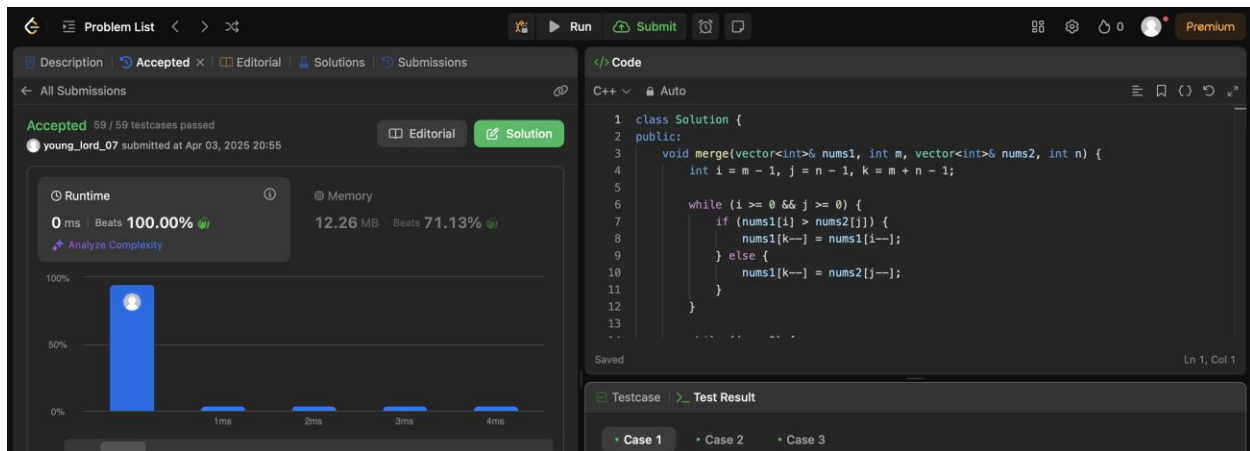 Problem List
Run
Submit
0
Premium
Description
Accepted
Editorial
Solutions
Submissions
All Submissions
Accepted 59 / 59 testcases passed
young_lord_07 submitted at Apr 03, 2025 20:55
Editorial
Solution
Runtime
0 ms Beats 100.00%
Analyze Complexity
Memory
12.26 MB Beats 71.13%
100%
50%
0%
1ms 2ms 3ms 4ms
</> Code
C++ Auto
1 class Solution {
2 public:
3 void merge(vector<int>& nums1, int m, vector<int>& nums2, int n) {
4 int i = m - 1, j = n - 1, k = m + n - 1;
5
6 while (i >= 0 && j >= 0) {
7 if (nums1[i] > nums2[j]) {
8 nums1[k--] = nums1[i--];
9 } else {
10 nums1[k--] = nums2[j--];
11 }
12 }
13
Saved
Ln 1, Col 1
Testcase
>_ Test Result
Case 1
Case 2
Case 3